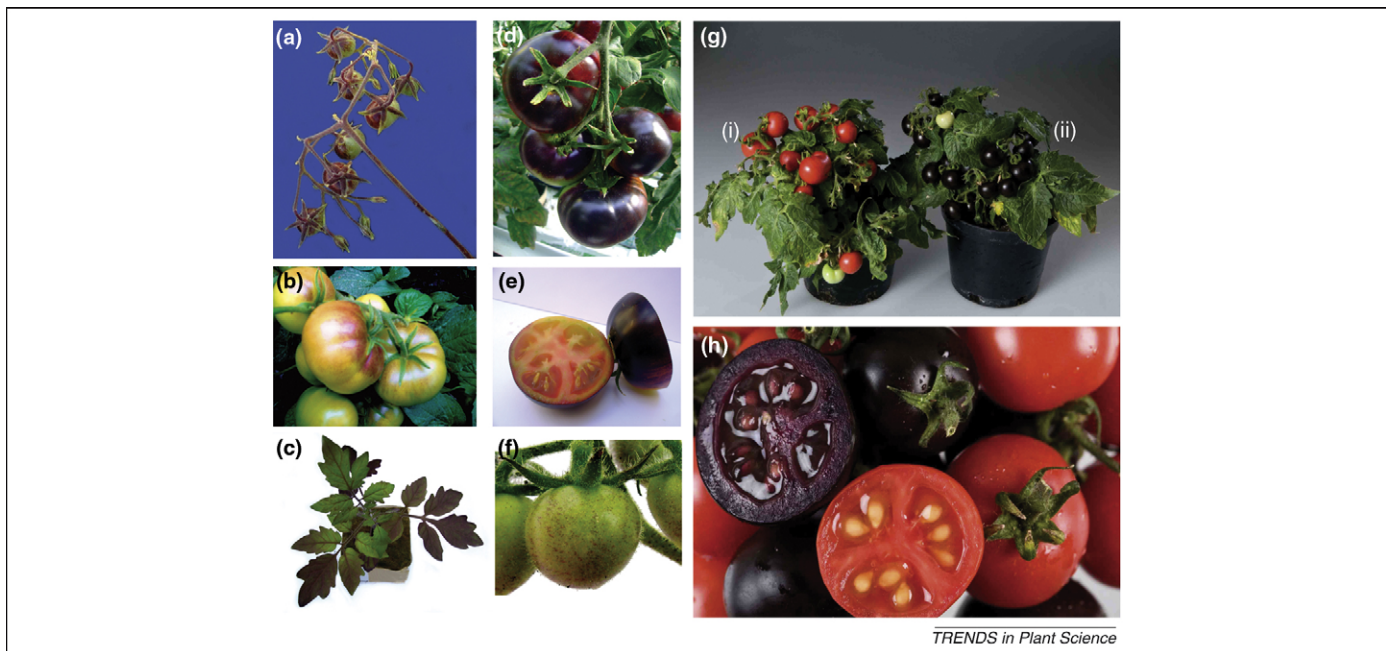 (a)
(b)
(c)
(d)
(e)
(f)
(g)
(i)
(ii)
(h)
TRENDS in Plant Science